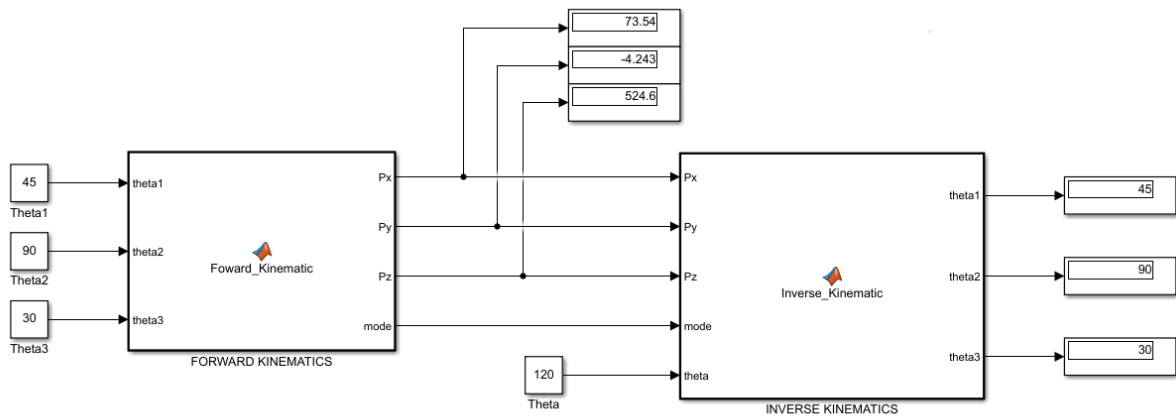 73.54
-4.243
524.6
45
Theta1
90
Theta2
30
Theta3
theta1
theta2
theta3
Foward_Kinematic
Px
Py
Pz
mode
FORWARD KINEMATICS
120
Theta
Px
Py
Pz
mode
theta
Inverse_Kinematic
theta1
theta2
theta3
INVERSE KINEMATICS
45
90
30